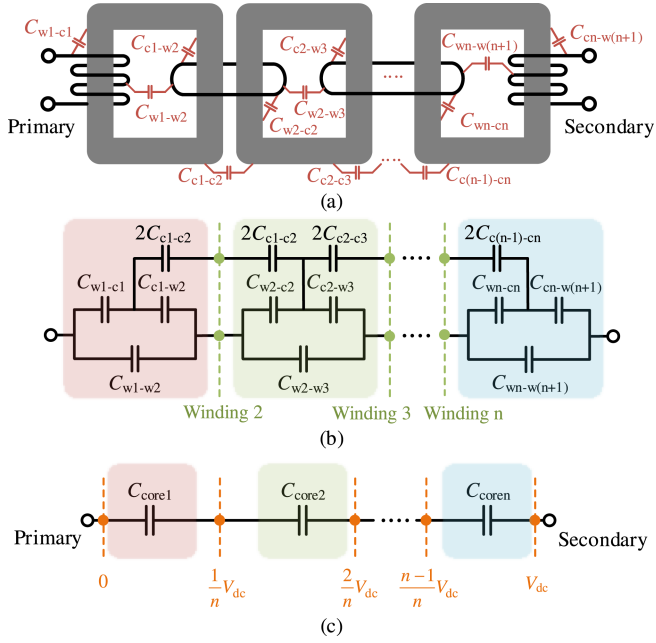 C_w1-c1
C_c1-w2
C_c2-w3
C_wn-w(n+1)
C_cn-w(n+1)
C_w1-w2
C_w2-w3
C_w2-c2
C_wn-cn
Primary
Secondary
C_c1-c2
C_c2-c3
C_c(n-1)-cn
....
....
(a)
2C_c1-c2
2C_c1-c2
2C_c2-c3
2C_c(n-1)-cn
C_w1-c1
C_c1-w2
C_w2-c2
C_c2-w3
C_wn-cn
C_cn-w(n+1)
....
....
C_w1-w2
C_w2-w3
C_wn-w(n+1)
Winding 2
Winding 3
Winding n
(b)
C_core1
C_core2
C_coren
Primary
....
Secondary
0
1/n V_dc
2/n V_dc
n-1/n V_dc
V_dc
(c)